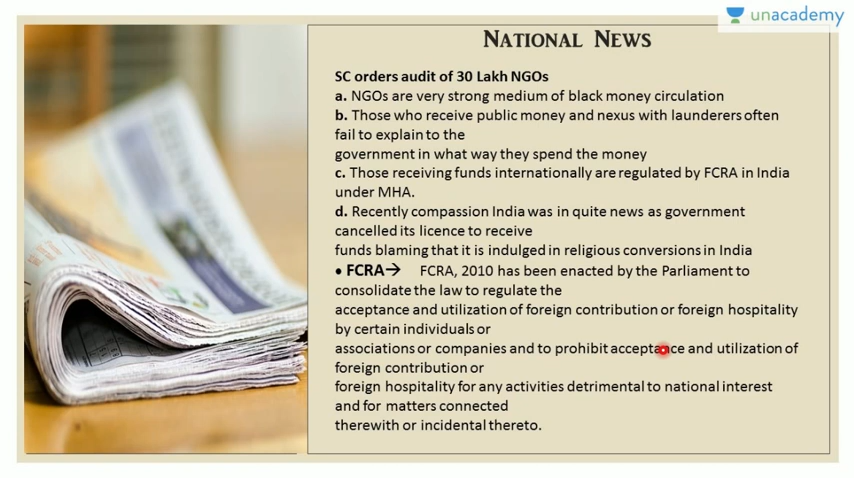 unacademy
NATIONAL NEWS
SC orders audit of 30 Lakh NGOs
a. NGOs are very strong medium of black money circulation
b. Those who receive public money and nexus with launderers often
fail to explain to the
government in what way they spend the money
c. Those receiving funds internationally are regulated by FCRA in India
under MHA.
d. Recently compassion India was in quite news as government
cancelled its licence to receive
funds blaming that it is indulged in religious conversions in India
• FCRA→ FCRA, 2010 has been enacted by the Parliament to
consolidate the law to regulate the
acceptance and utilization of foreign contribution or foreign hospitality
by certain individuals or
associations or companies and to prohibit acceptance and utilization of
foreign contribution or
foreign hospitality for any activities detrimental to national interest
and for matters connected
therewith or incidental thereto.